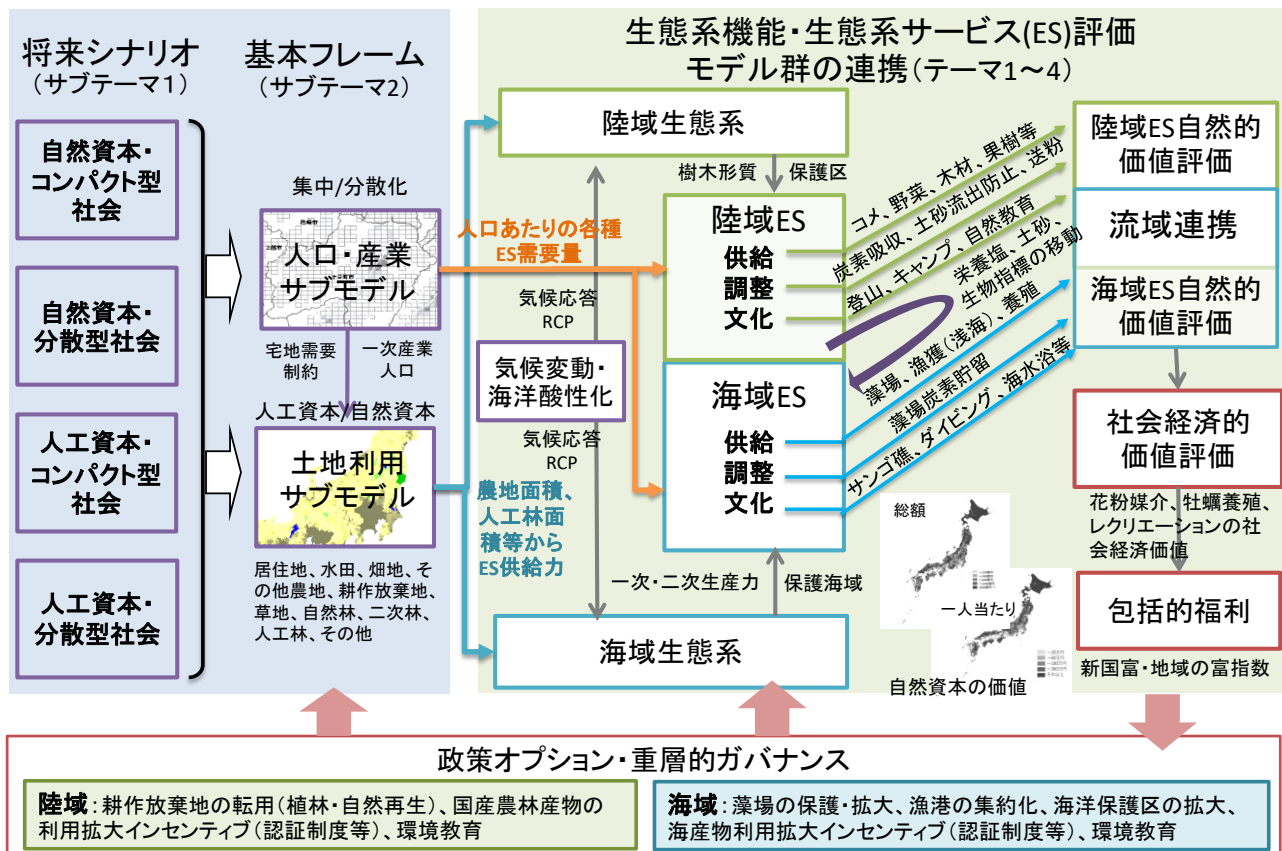 将来シナリオ
(サブテーマ1)
自然資本・
コンパクト型
社会
自然資本・
分散型社会
人工資本・
コンパクト型
社会
人工資本・
分散型社会
基本フレーム
(サブテーマ2)
集中/分散化
人口・産業
サブモデル
宅地需要
制約
一次産業
人口
人工資本/自然資本
土地利用
サブモデル
居住地、水田、畑地、そ
の他農地、耕作放棄地、
草地、自然林、二次林、
人工林、その他
生態系機能・生態系サービス(ES)評価
モデル群の連携(テーマ1~4)
陸域生態系
樹木形質
保護区
人口あたりの各種
ES需要量
気候応答
RCP
気候変動・
海洋酸性化
気候応答
RCP
農地面積、
人工林面
積等から
ES供給力
陸域ES
供給
調整
文化
海域ES
供給
調整
文化
一次・二次生産力
保護海域
海域生態系
コメ、野菜、木材、果樹等
炭素吸収、土砂流出防止、送粉
登山、キャンプ、自然教育
栄養塩、土砂、
生物指標の移動
藻場、漁獲(浅海)、養殖
藻場炭素貯留
サンゴ礁、ダイビング、海水浴等
総額
一人当たり
自然資本の価値
陸域ES自然的
価値評価
流域連携
海域ES自然的
価値評価
社会経済的
価値評価
花粉媒介、牡蠣養殖、
レクリエーションの社
会経済価値
包括的福利
新国富・地域の富指数
政策オプション・重層的ガバナンス
陸域:耕作放棄地の転用(植林・自然再生)、国産農林産物の
利用拡大インセンティブ(認証制度等)、環境教育
海域:藻場の保護・拡大、漁港の集約化、海洋保護区の拡大、
海産物利用拡大インセンティブ(認証制度等)、環境教育